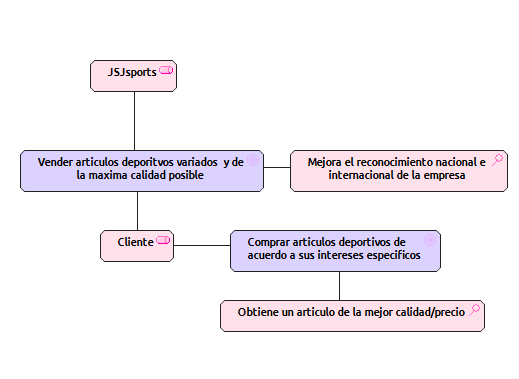 JSJsports
Vender articulos deporitvos variados y de
la maxima calidad posible
Mejora el reconocimiento nacional e
internacional de la empresa
Cliente
Comprar articulos deportivos de
acuerdo a sus intereses especificos
Obtiene un articulo de la mejor calidad/precio